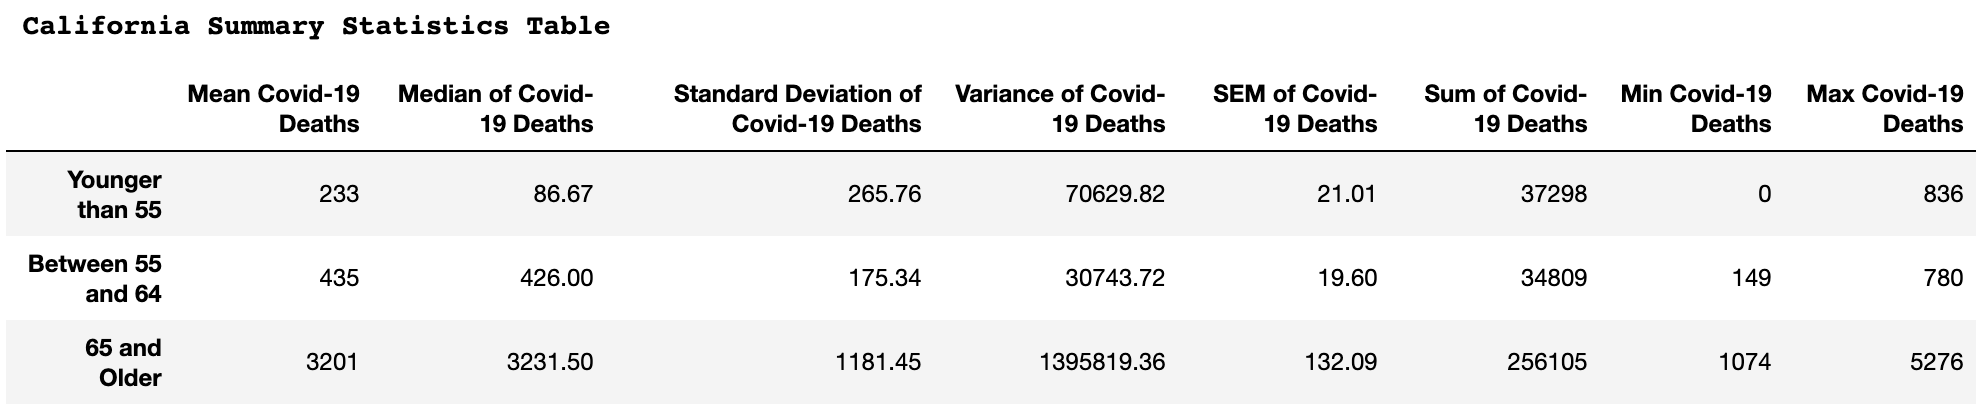 California Summary Statistics Table
Mean Covid-19 Deaths Median of Covid-19 Deaths Standard Deviation of Covid-19 Deaths Variance of Covid-19 Deaths SEM of Covid-19 Deaths Sum of Covid-19 Deaths Min Covid-19 Deaths Max Covid-19 Deaths
Younger than 55 233 86.67 265.76 70629.82 21.01 37298 0 836
Between 55 and 64 435 426.00 175.34 30743.72 19.60 34809 149 780
65 and Older 3201 3231.50 1181.45 1395819.36 132.09 256105 1074 5276